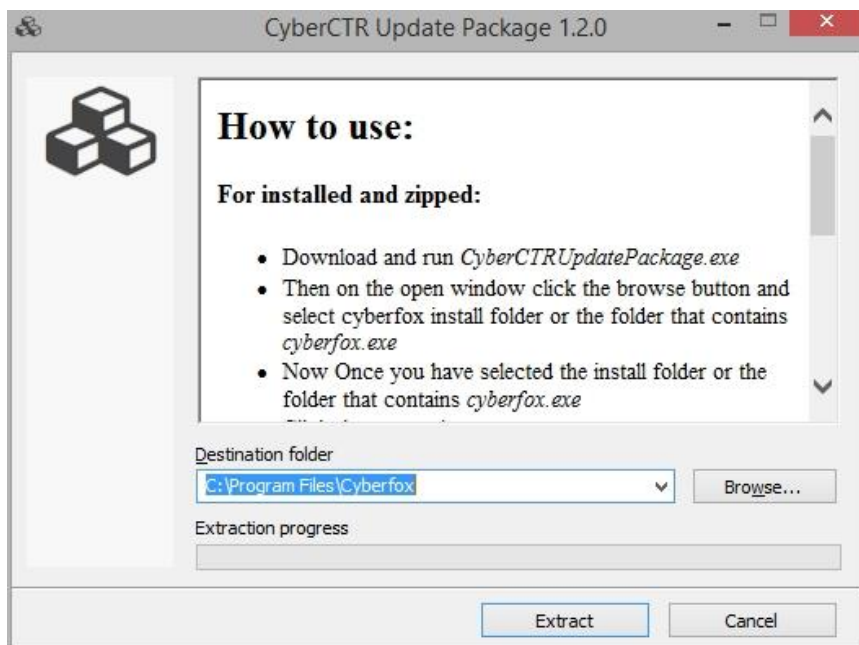 CyberCTR Update Package 1.2.0
How to use:
For installed and zipped:
• Download and run CyberCTRUpdatePackage.exe
• Then on the open window click the browse button and
select cyberfox install folder or the folder that contains
cyberfox.exe
• Now Once you have selected the install folder or the
folder that contains cyberfox.exe
Destination folder
C:\Program Files\Cyberfox
Browse...
Extraction progress
Extract
Cancel